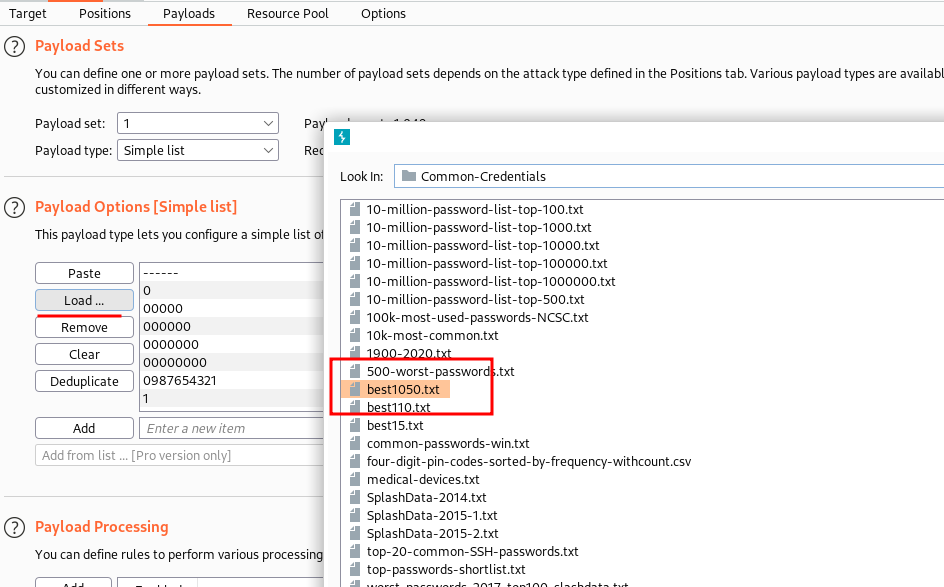 Target Positions Payloads Resource Pool Options
? Payload Sets
You can define one or more payload sets. The number of payload sets depends on the attack type defined in the Positions tab. Various payload types are availabl
customized in different ways.
Payload set: 1
Payload type: Simple list
? Payload Options [Simple list]
This payload type lets you configure a simple list of
Paste
Load ...
Remove
Clear
Deduplicate
------
0
00000
000000
0000000
00000000
0987654321
1
Add
Enter a new item
Add from list ... [Pro version only]
? Payload Processing
You can define rules to perform various processing
Add
Look In: Common-Credentials
10-million-password-list-top-100.txt
10-million-password-list-top-1000.txt
10-million-password-list-top-10000.txt
10-million-password-list-top-100000.txt
10-million-password-list-top-1000000.txt
10-million-password-list-top-500.txt
100k-most-used-passwords-NCSC.txt
10k-most-common.txt
1900-2020.txt
500-worst-passwords.txt
best1050.txt
best110.txt
best15.txt
common-passwords-win.txt
four-digit-pin-codes-sorted-by-frequency-withcount.csv
medical-devices.txt
SplashData-2014.txt
SplashData-2015-1.txt
SplashData-2015-2.txt
top-20-common-SSH-passwords.txt
top-passwords-shortlist.txt
worst-passwords-2017-top100-slashdata.txt